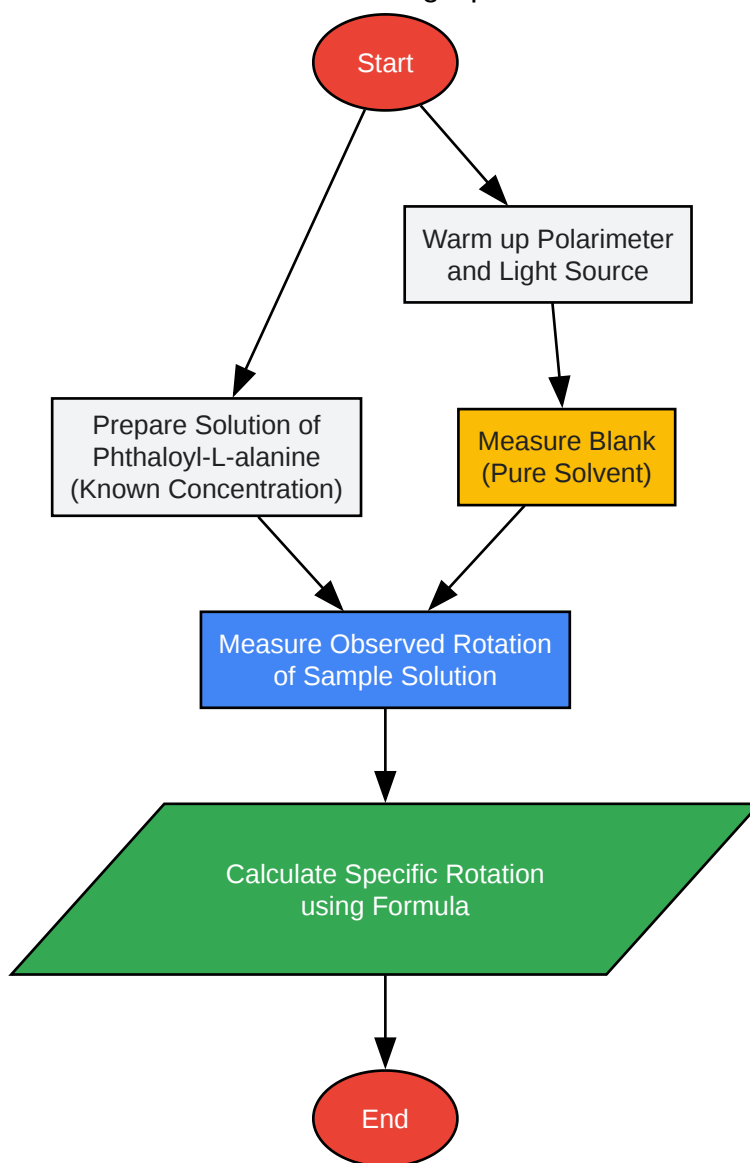 Start
Warm up Polarimeter
and Light Source
Prepare Solution of
Phthaloyl-L-alanine
(Known Concentration)
Measure Blank
(Pure Solvent)
Measure Observed Rotation
of Sample Solution
Calculate Specific Rotation
using Formula
End